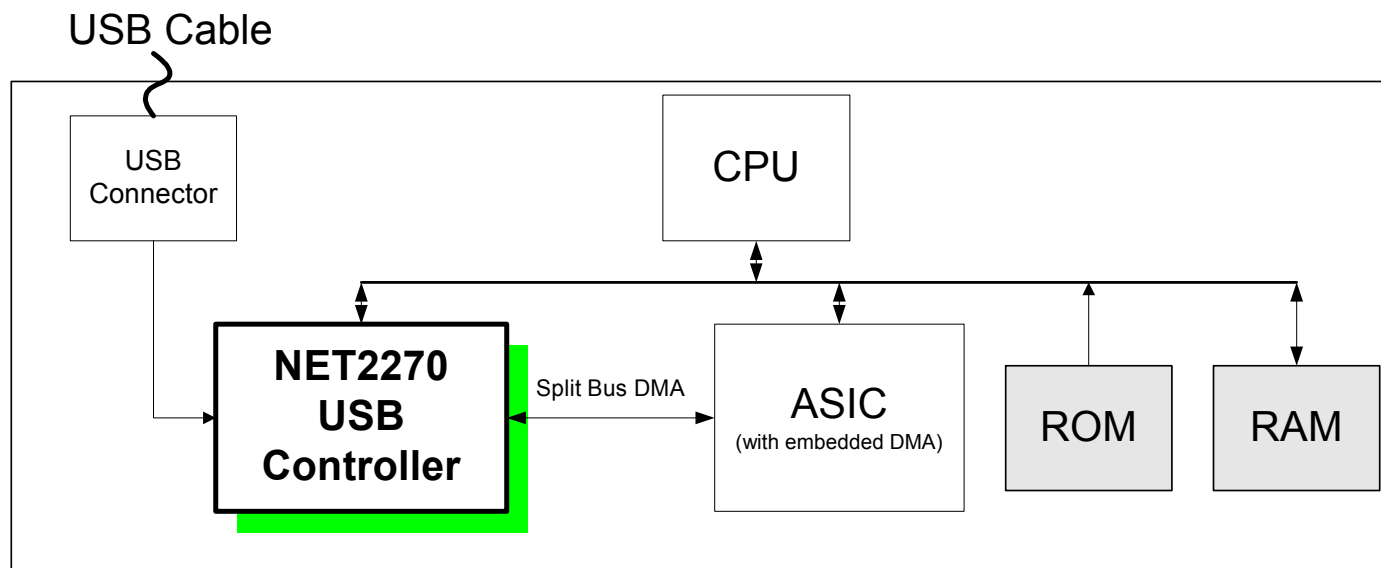 USB Cable
USB
Connector
CPU
NET2270
USB
Controller
Split Bus DMA
ASIC
(with embedded DMA)
ROM
RAM